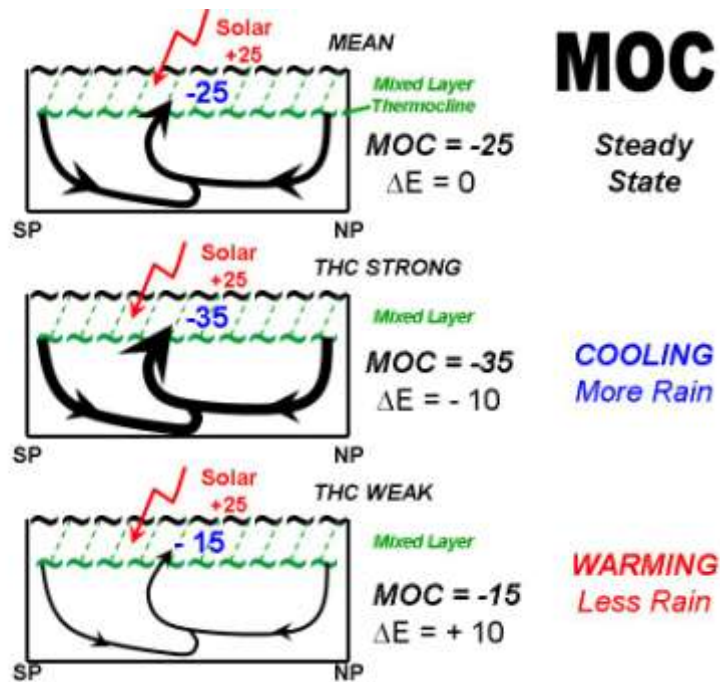 MOC
Solar
+25
MEAN
-25
Mixed Layer
Thermocline
MOC = -25
ΔE = 0
Steady
State
SP
NP
Solar
+25
THC STRONG
-35
Mixed Layer
MOC = -35
ΔE = - 10
COOLING
More Rain
SP
NP
Solar
+25
THC WEAK
- 15
Mixed Layer
MOC = -15
ΔE = + 10
WARMING
Less Rain
SP
NP